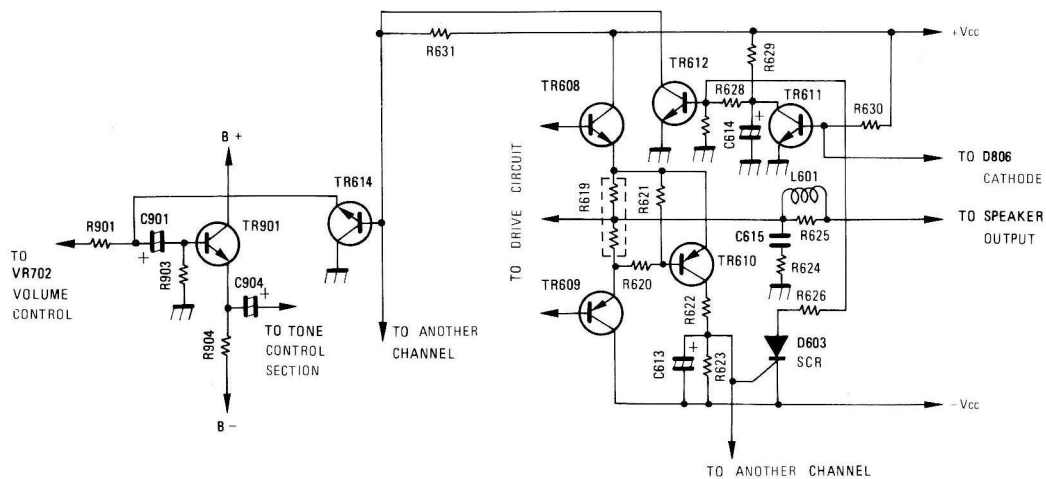 R631
+Vcc
TR612
R629
TR608
R628
TR611
R630
C614
+
B +
TO D806
CATHODE
L601
TR614
R619
R621
TO DRIVE CIRCUIT
TO SPEAKER
OUTPUT
R901
C901
TR901
C615
R625
+
TO
VR702
VOLUME
CONTROL
R903
C904
+
TR610
R624
TR609
R620
R626
R622
R904
TO TONE
CONTROL
SECTION
TO ANOTHER
CHANNEL
D603
SCR
C613
+
R623
B −
− Vcc
TO ANOTHER CHANNEL